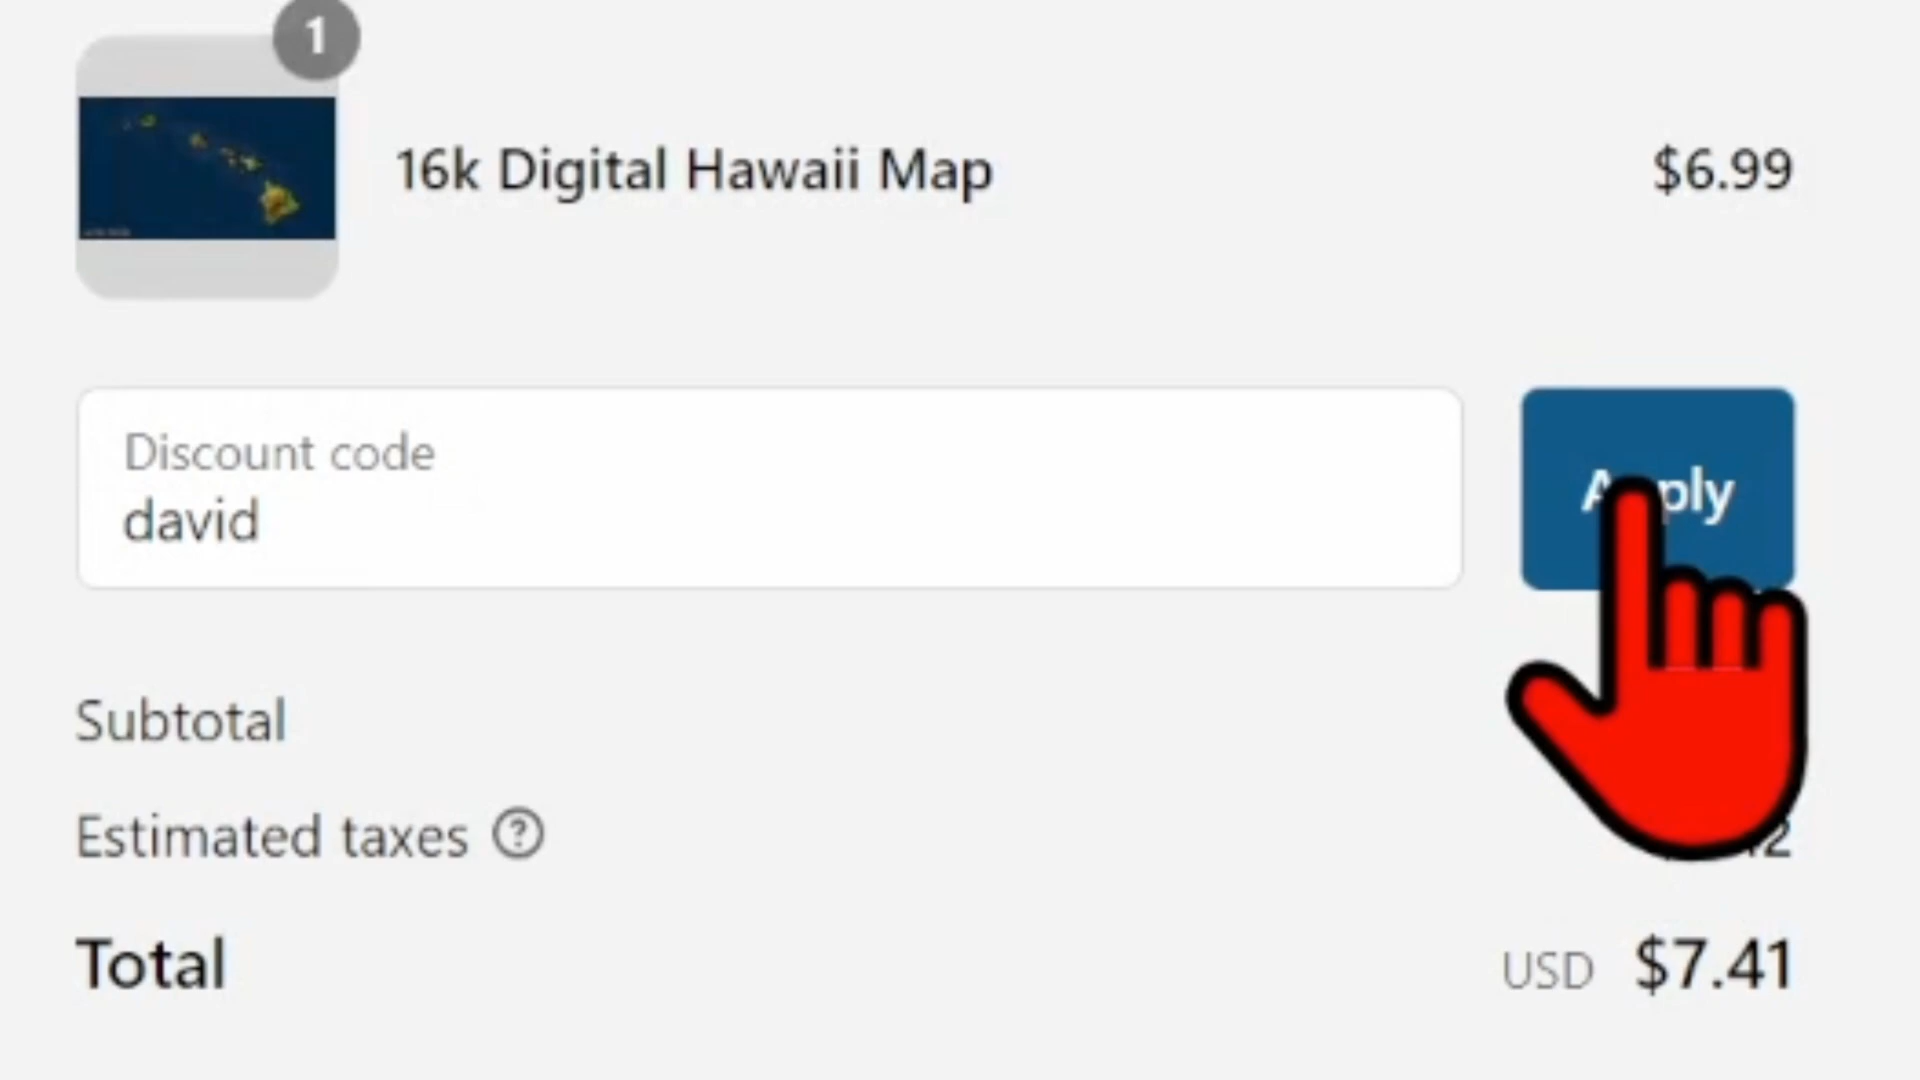 1
16k Digital Hawaii Map $6.99
Discount code
david
Subtotal
Estimated taxes ?
Total USD $7.41